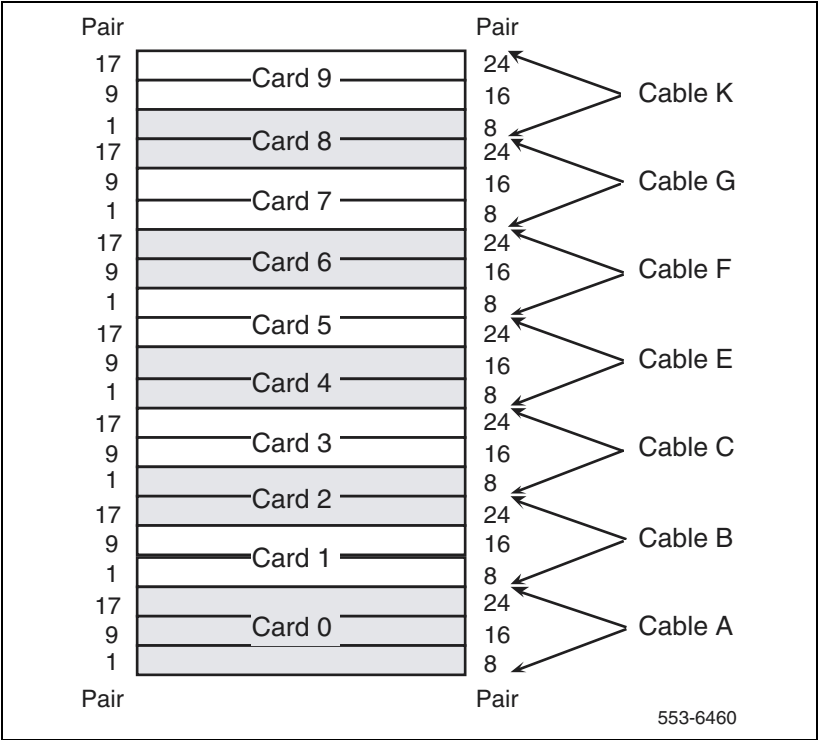 Pair Pair
17 Card 9 24
9 16 Cable K
1 Card 8 8
17 24
9 Card 7 16 Cable G
1 8
17 Card 6 24
9 16 Cable F
1 Card 5 8
17 24
9 Card 4 16 Cable E
1 8
17 Card 3 24
9 16 Cable C
1 Card 2 8
17 24
9 Card 1 16 Cable B
1 8
17 Card 0 24
9 16 Cable A
1 8
Pair Pair
553-6460